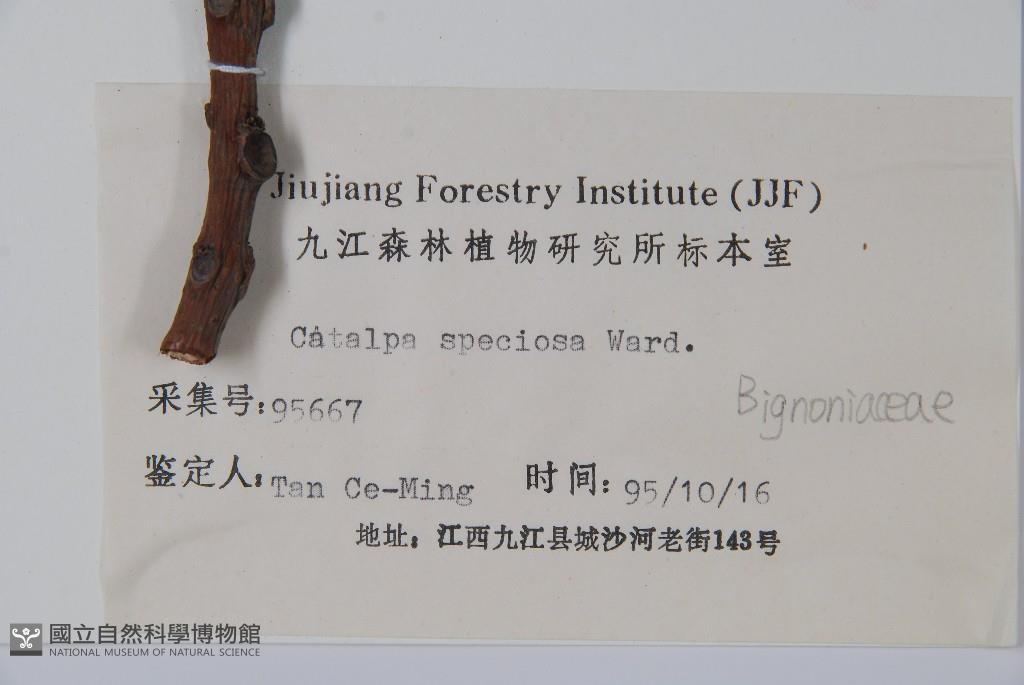 Jiujiang Forestry Institute (JJF)
九江森林植物研究所标本室
Catalpa speciosa Ward.
采集号:95667
Bignoniaceae
鉴定人:Tan Ce-Ming 时间:95/10/16
地址:江西九江县城沙河老街143号
國立自然科學博物館
NATIONAL MUSEUM OF NATURAL SCIENCE